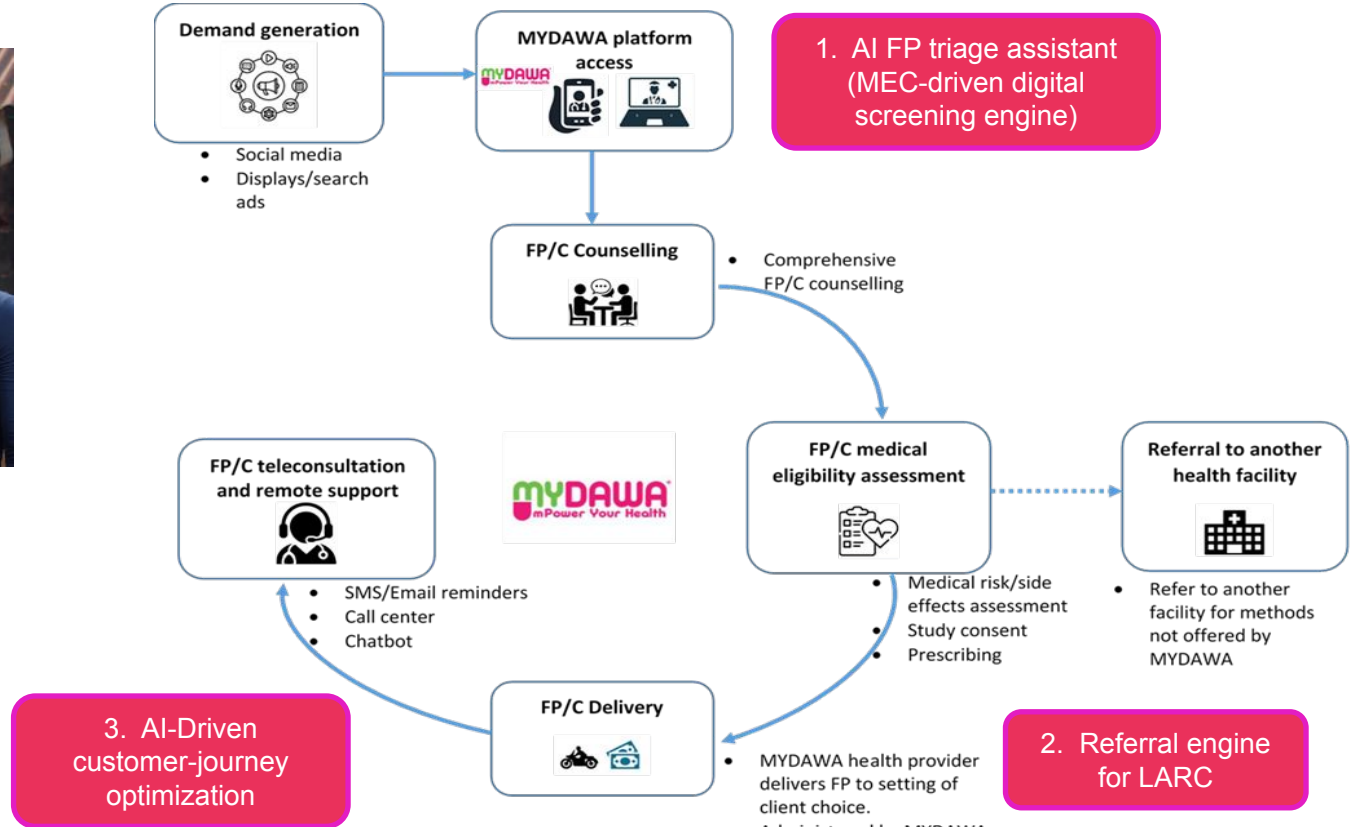 Demand generation
• Social media
• Displays/search
ads
MYDAWA platform
access
MYDAWA
mPower Your Health
1. AI FP triage assistant
(MEC-driven digital
screening engine)
FP/C Counselling
• Comprehensive
FP/C counselling
FP/C medical
eligibility assessment
• Medical risk/side
effects assessment
• Study consent
• Prescribing
Referral to another
health facility
• Refer to another
facility for methods
not offered by
MYDAWA
FP/C teleconsultation
and remote support
• SMS/Email reminders
• Call center
• Chatbot
MYDAWA
mPower Your Health
FP/C Delivery
• MYDAWA health provider
delivers FP to setting of
client choice.
2. Referral engine
for LARC
3. AI-Driven
customer-journey
optimization